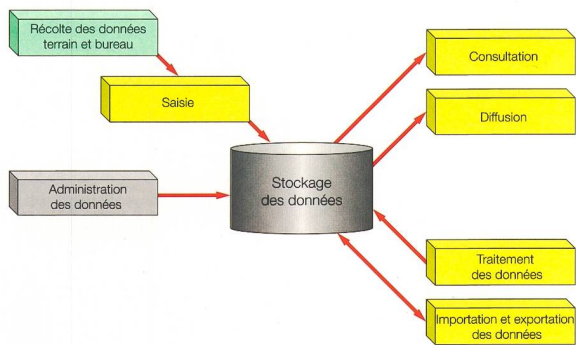 Récolte des données
terrain et bureau
Saisie
Administration
des données
Stockage
des données
Consultation
Diffusion
Traitement
des données
Importation et exportation
des données